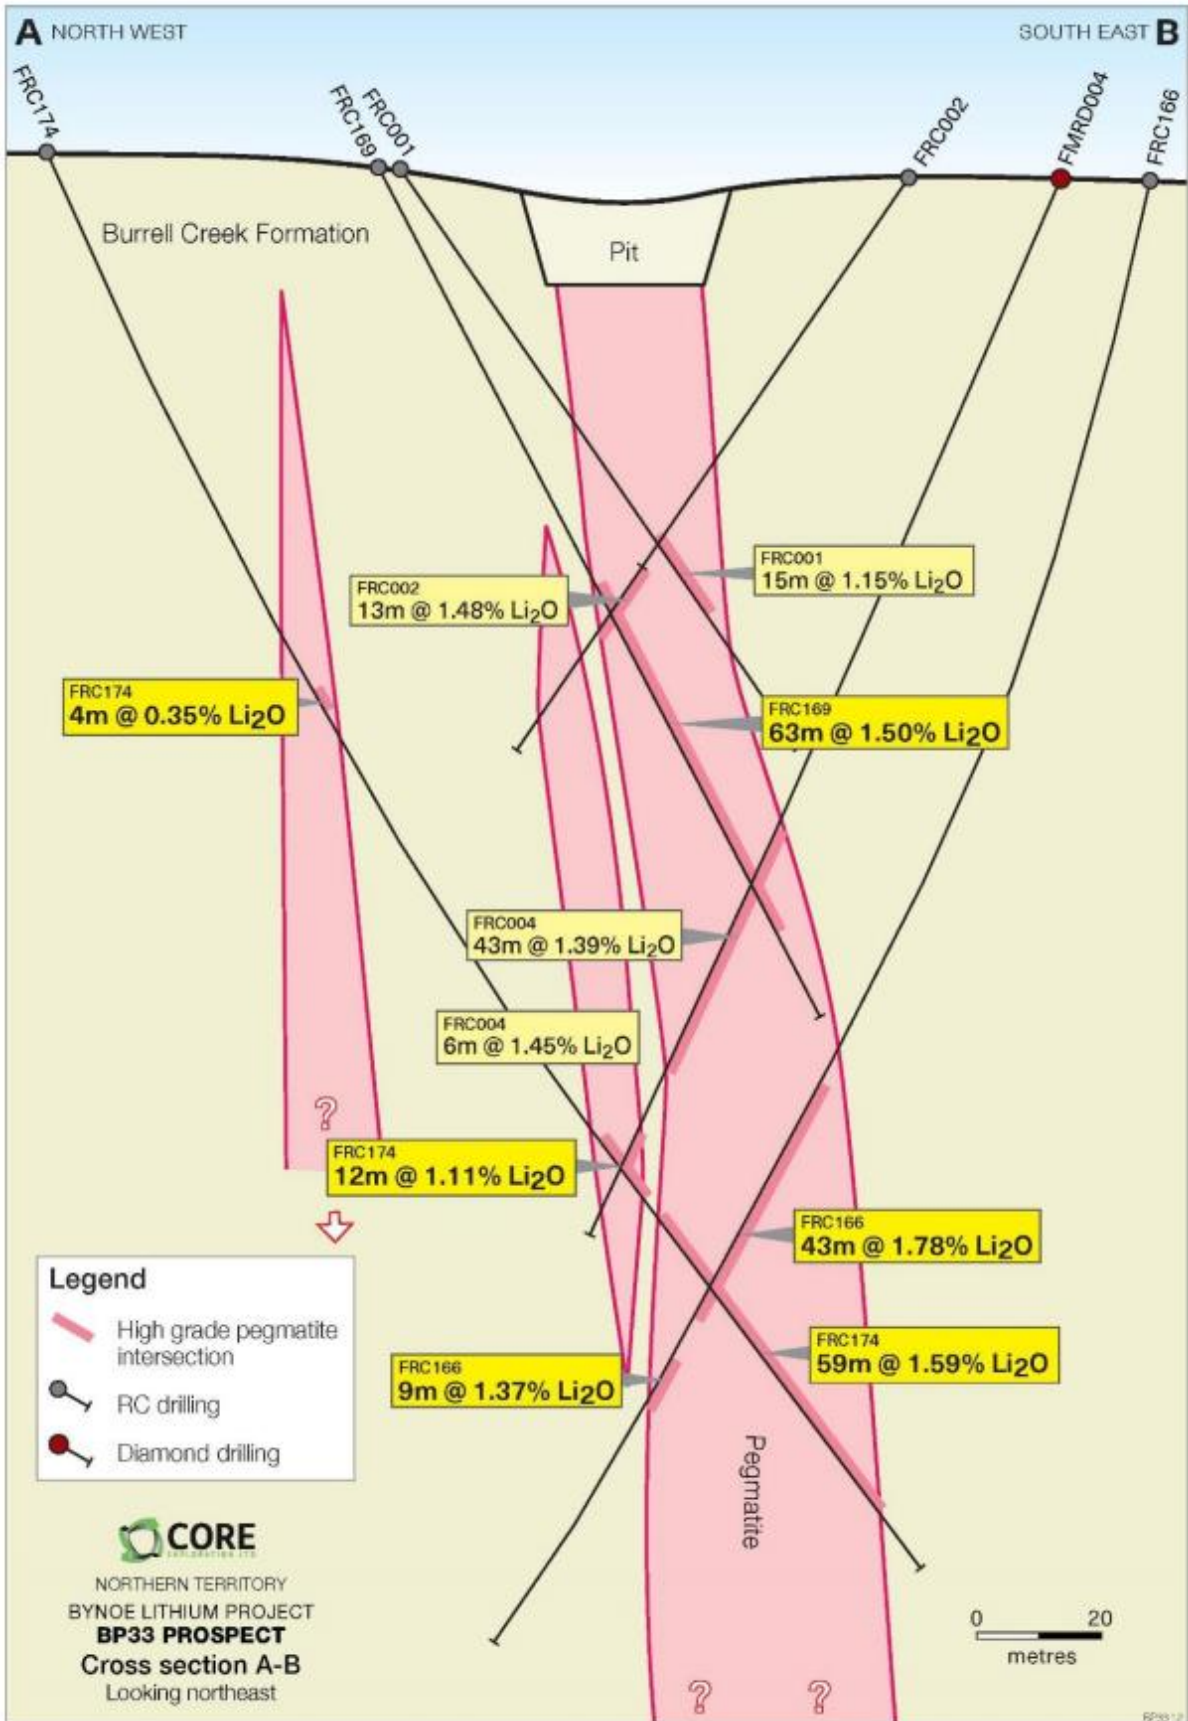 A NORTH WEST
SOUTH EAST B
FRC174
FRC169
FRC001
FRC002
FMRD004
FRC166
Burrell Creek Formation
Pit
FRC001
15m @ 1.15% Li₂O
FRC002
13m @ 1.48% Li₂O
FRC174
4m @ 0.35% Li₂O
FRC169
63m @ 1.50% Li₂O
FRC004
43m @ 1.39% Li₂O
FRC004
6m @ 1.45% Li₂O
?
FRC174
12m @ 1.11% Li₂O
FRC166
43m @ 1.78% Li₂O
FRC174
59m @ 1.59% Li₂O
FRC166
9m @ 1.37% Li₂O
Pegmatite
Legend
High grade pegmatite
intersection
RC drilling
Diamond drilling
CORE
NORTHERN TERRITORY
BYNOE LITHIUM PROJECT
BP33 PROSPECT
Cross section A-B
Looking northeast
0 20
metres
? ?